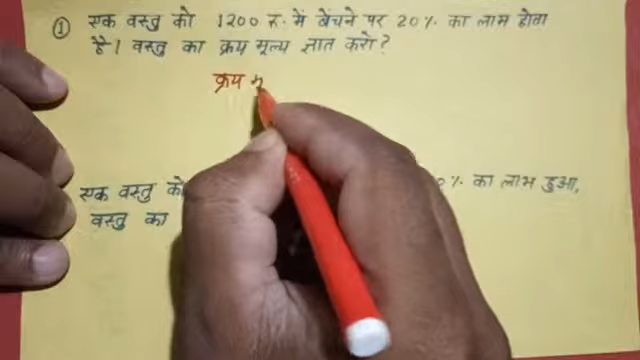 ① एक वस्तु को 1200 रु. में बेंचने पर 20% का लाभ होता
है। वस्तु का क्रय मूल्य ज्ञात करो?
क्रय
एक वस्तु को % का लाभ हुआ,
वस्तु का